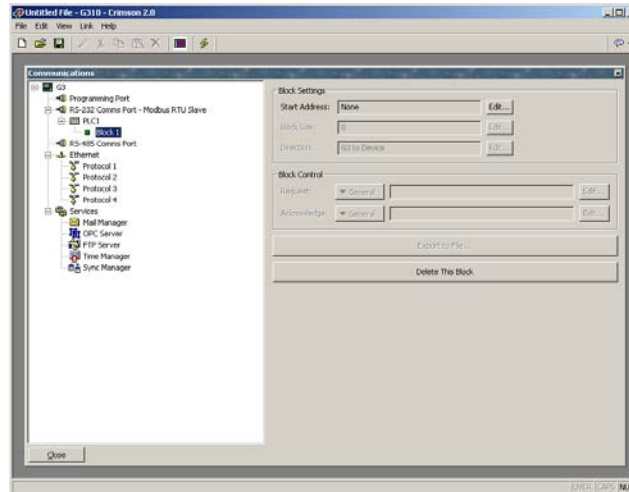 Untitled File - G310 - Crimson 2.0
File Edit View Link Help
Communications
G3
Programming Port
RS-232 Comms Port - Modbus RTU Slave
PLC1
Block 1
RS-485 Comms Port
Ethernet
Protocol 1
Protocol 2
Protocol 3
Protocol 4
Services
Mail Manager
OPC Server
FTP Server
Time Manager
Sync Manager
Block Settings
Start Address: None Edit...
Block Size: 0 Edit...
Direction: G3 to Device Edit...
Block Control
Request: General Edit...
Acknowledge: General Edit...
Export to File...
Delete This Block
Close
OVER CAPS NU